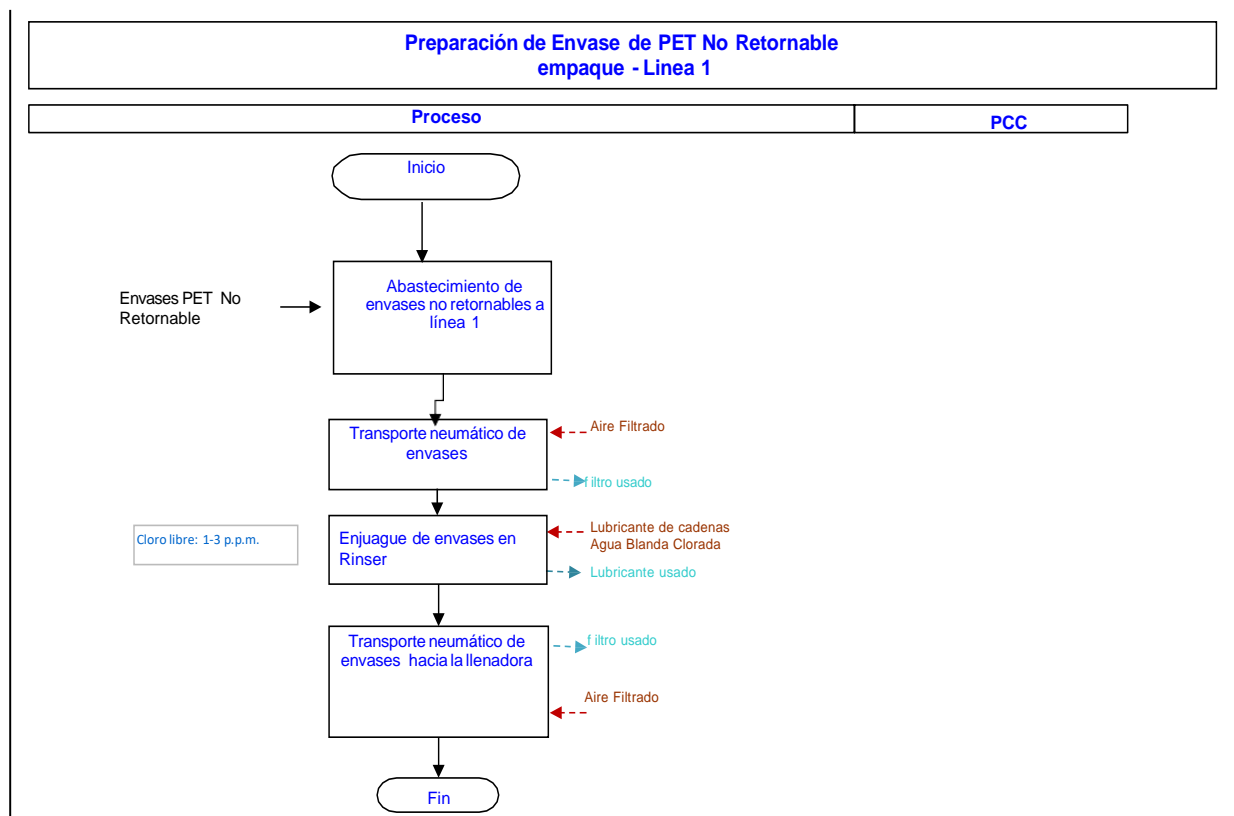 Preparación de Envase de PET No Retornable
empaque - Linea 1
Proceso
PCC
Inicio
Envases PET No
Retornable
Abastecimiento de
envases no retornables a
línea 1
Transporte neumático de
envases
Aire Filtrado
filtro usado
Cloro libre: 1-3 p.p.m.
Enjuague de envases en
Rinser
Lubricante de cadenas
Agua Blanda Clorada
Lubricante usado
Transporte neumático de
envases hacia la llenadora
filtro usado
Aire Filtrado
Fin